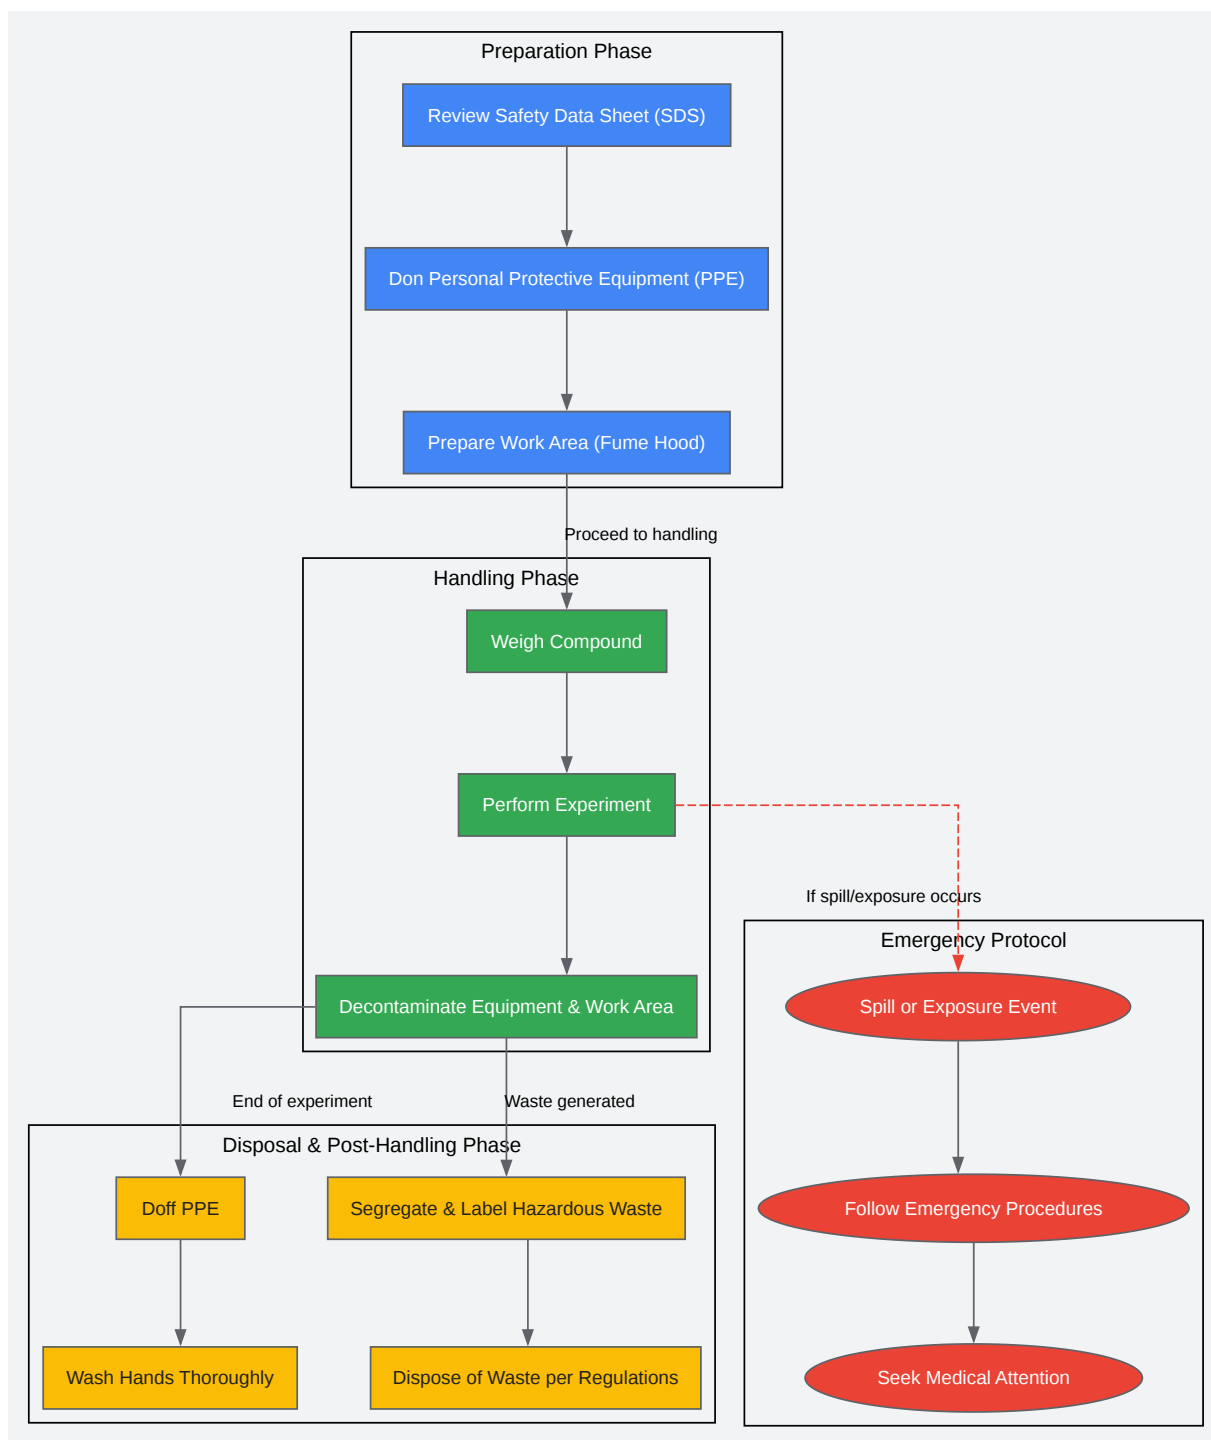 Preparation Phase
Review Safety Data Sheet (SDS)
Don Personal Protective Equipment (PPE)
Prepare Work Area (Fume Hood)
Proceed to handling
Handling Phase
Weigh Compound
Perform Experiment
If spill/exposure occurs
Emergency Protocol
Decontaminate Equipment & Work Area
Spill or Exposure Event
End of experiment
Waste generated
Disposal & Post-Handling Phase
Doff PPE
Segregate & Label Hazardous Waste
Follow Emergency Procedures
Wash Hands Thoroughly
Dispose of Waste per Regulations
Seek Medical Attention